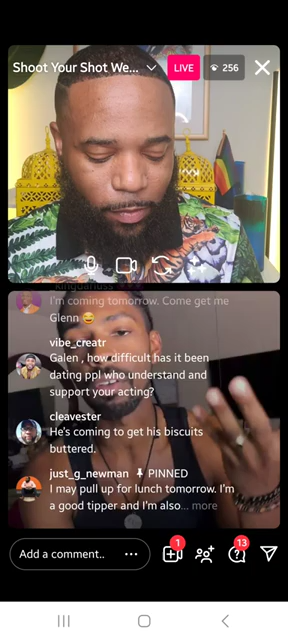 Shoot Your Shot We...
LIVE
256
kingdariuss
I'm coming tomorrow. Come get me
Glenn 😂
vibe_creatr
Galen , how difficult has it been
dating ppl who understand and
support your acting?
cleavester
He's coming to get his biscuits
buttered.
just_g_newman PINNED
I may pull up for lunch tomorrow. I'm
a good tipper and I'm also... more
Add a comment..
1
13